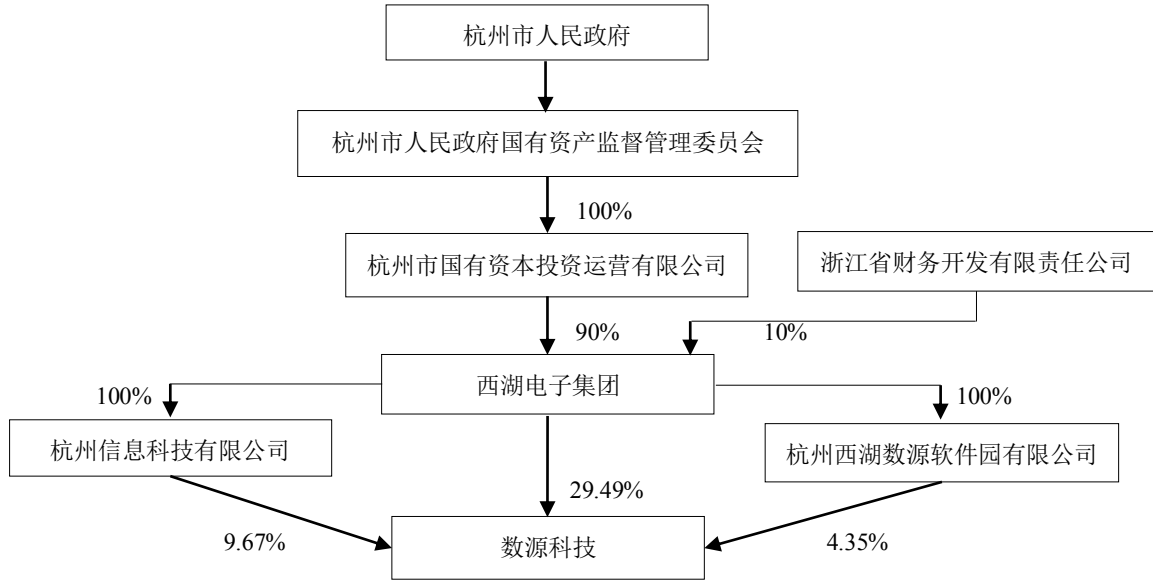 杭州市人民政府
杭州市人民政府国有资产监督管理委员会
100%
杭州市国有资本投资运营有限公司
浙江省财务开发有限责任公司
90%
10%
西湖电子集团
100%
100%
杭州信息科技有限公司
杭州西湖数源软件园有限公司
29.49%
9.67%
数源科技
4.35%